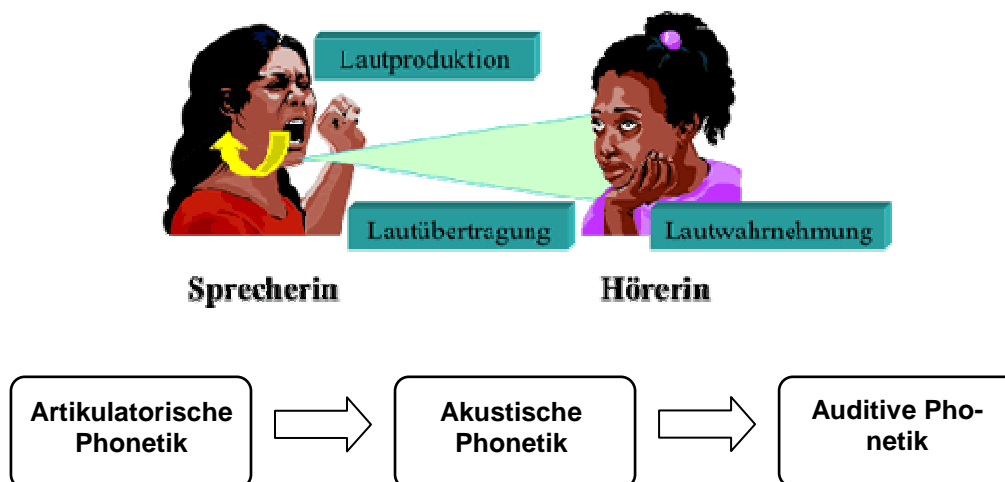 Lautproduktion
Lautübertragung
Lautwahrnehmung
Sprecherin
Hörerin
Artikulatorische
Phonetik
Akustische
Phonetik
Auditive Pho-
netik